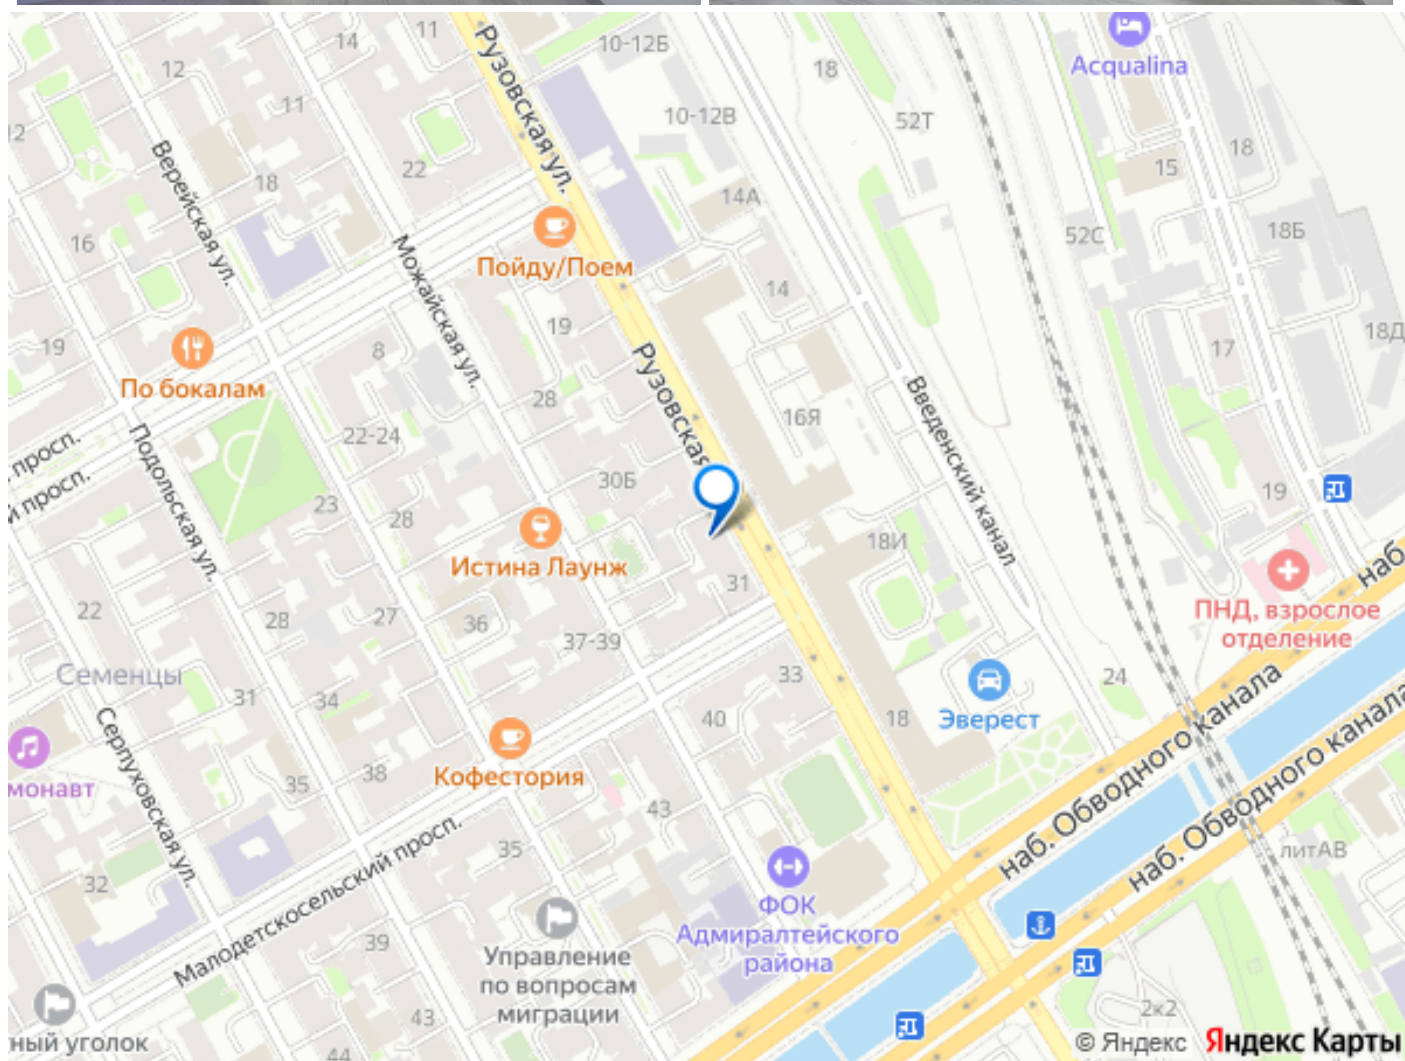 14
11
10-12Б
Acqualina
12
Рузовская ул.
18
11
10-12В
52Т
12
18
Верейская ул.
22
15
18
14А
16
52С
18Б
Можайская ул.
Пойду/Поем
14
19
18Д
19
8
Рузовская
17
По бокалам
28
Введенский канал
16Я
просп.
22-24
Подольская ул.
30Б
й просп.
23
19
28
18И
Истина Лаунж
наб.
31
22
ПНД, взрослое
отделение
28
27
36
37-39
Семенцы
33
24
31
34
40
18
Эверест
наб. Обводного канала
Серпуховская ул.
Кофестория
38
35
монавт
43
наб. Обводного канала
Малодетскосельский просп.
35
литАВ
32
ФОК
Адмиралтейского
района
39
Управление
по вопросам
миграции
2к2
43
ный уголок
44
© Яндекс Яндекс Карты